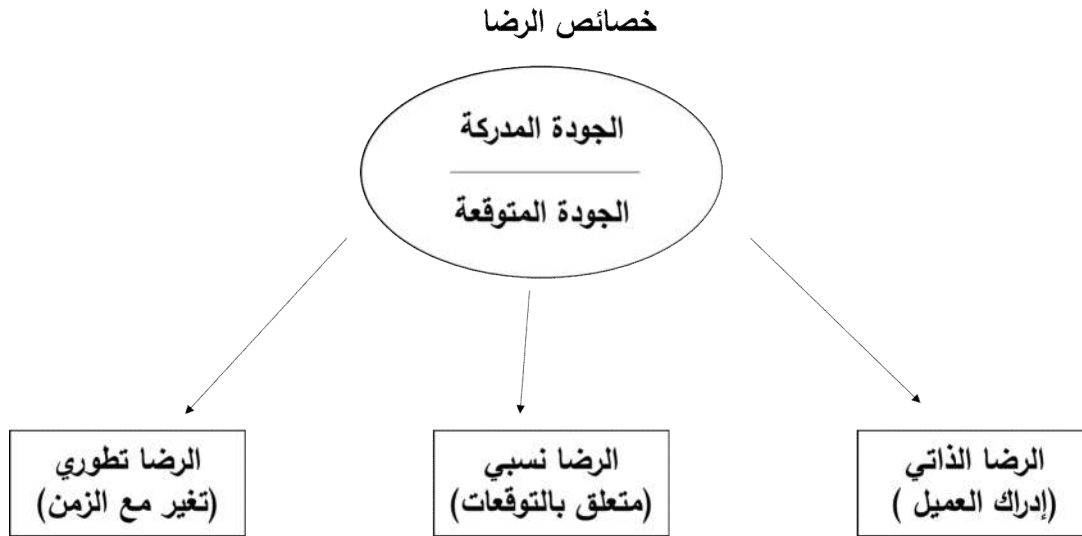 خصائص الرضا
الجودة المدركة
الجودة المتوقعة
الرضا الذاتي
(إدراك العميل )
الرضا نسبي
(متعلق بالتوقعات)
الرضا تطوري
(تغير مع الزمن)